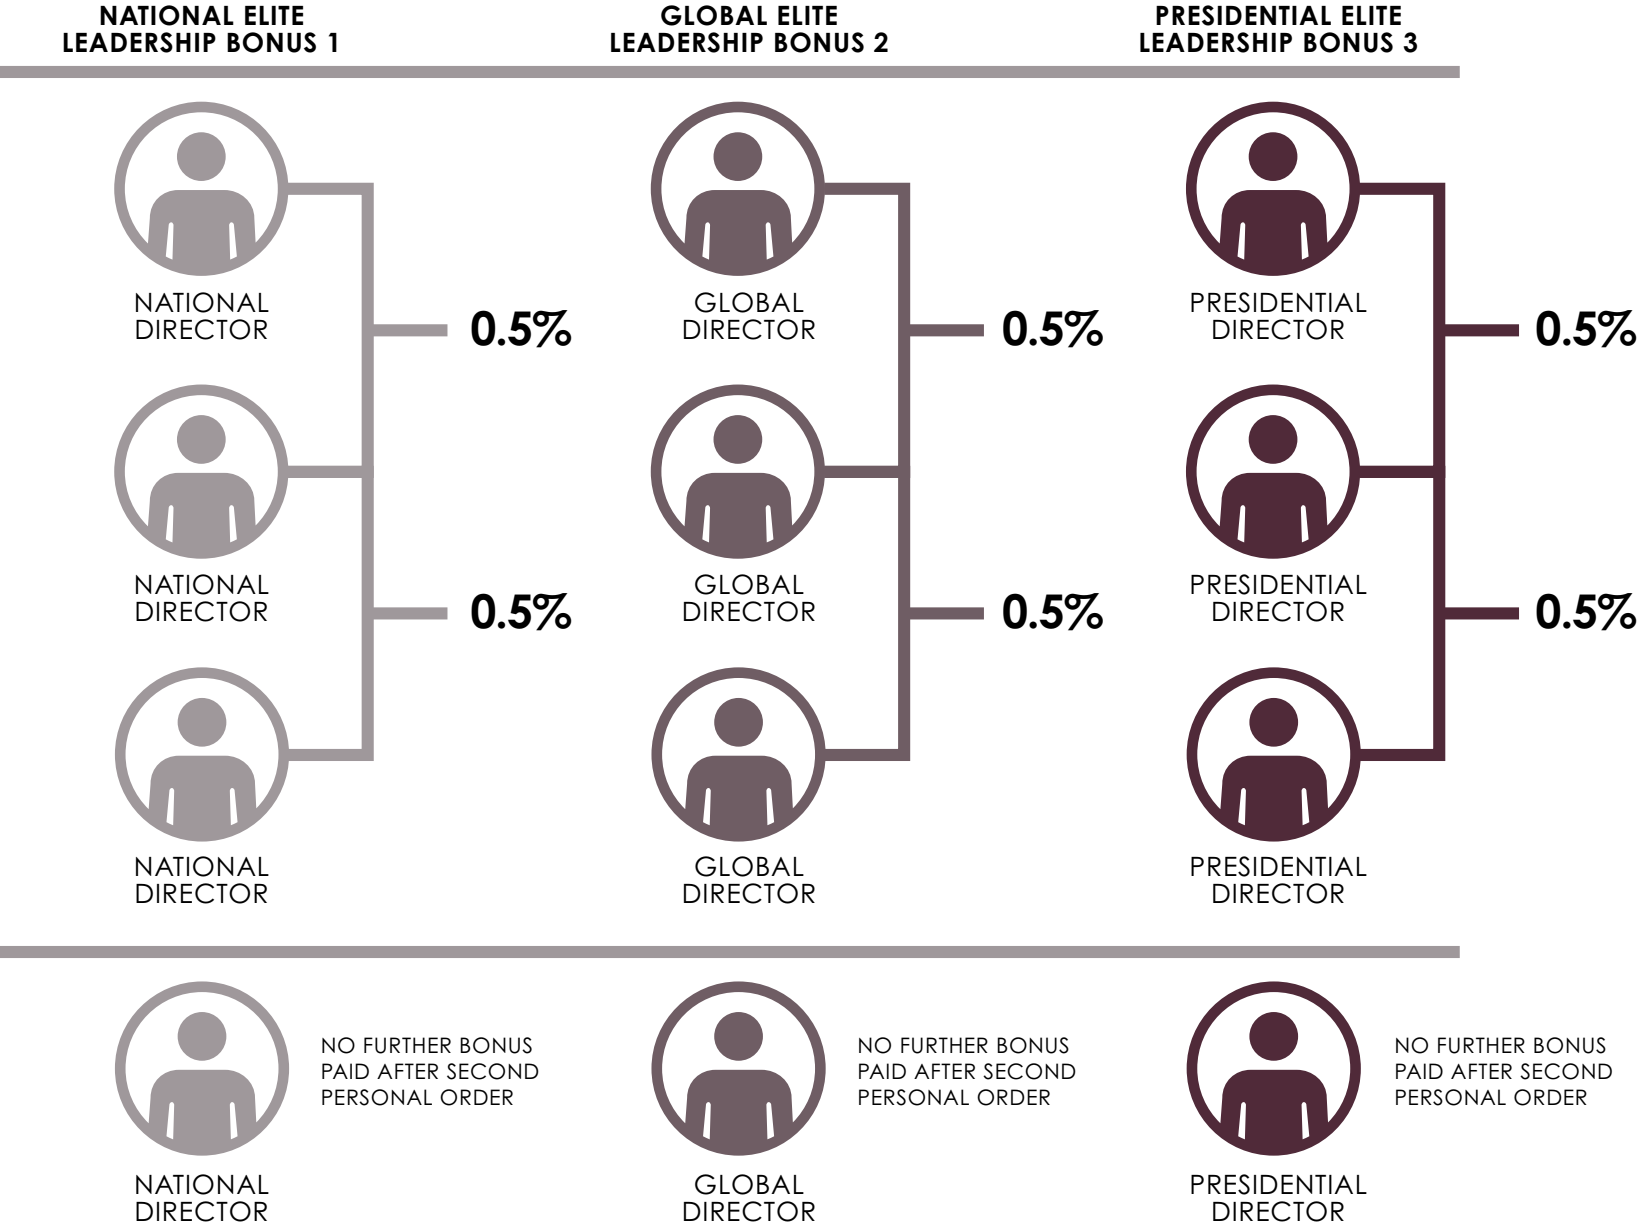 NATIONAL ELITE
LEADERSHIP BONUS 1
GLOBAL ELITE
LEADERSHIP BONUS 2
PRESIDENTIAL ELITE
LEADERSHIP BONUS 3
NATIONAL
DIRECTOR
0.5%
GLOBAL
DIRECTOR
0.5%
PRESIDENTIAL
DIRECTOR
0.5%
NATIONAL
DIRECTOR
0.5%
GLOBAL
DIRECTOR
0.5%
PRESIDENTIAL
DIRECTOR
0.5%
NATIONAL
DIRECTOR
GLOBAL
DIRECTOR
PRESIDENTIAL
DIRECTOR
NO FURTHER BONUS
PAID AFTER SECOND
PERSONAL ORDER
NATIONAL
DIRECTOR
NO FURTHER BONUS
PAID AFTER SECOND
PERSONAL ORDER
GLOBAL
DIRECTOR
NO FURTHER BONUS
PAID AFTER SECOND
PERSONAL ORDER
PRESIDENTIAL
DIRECTOR